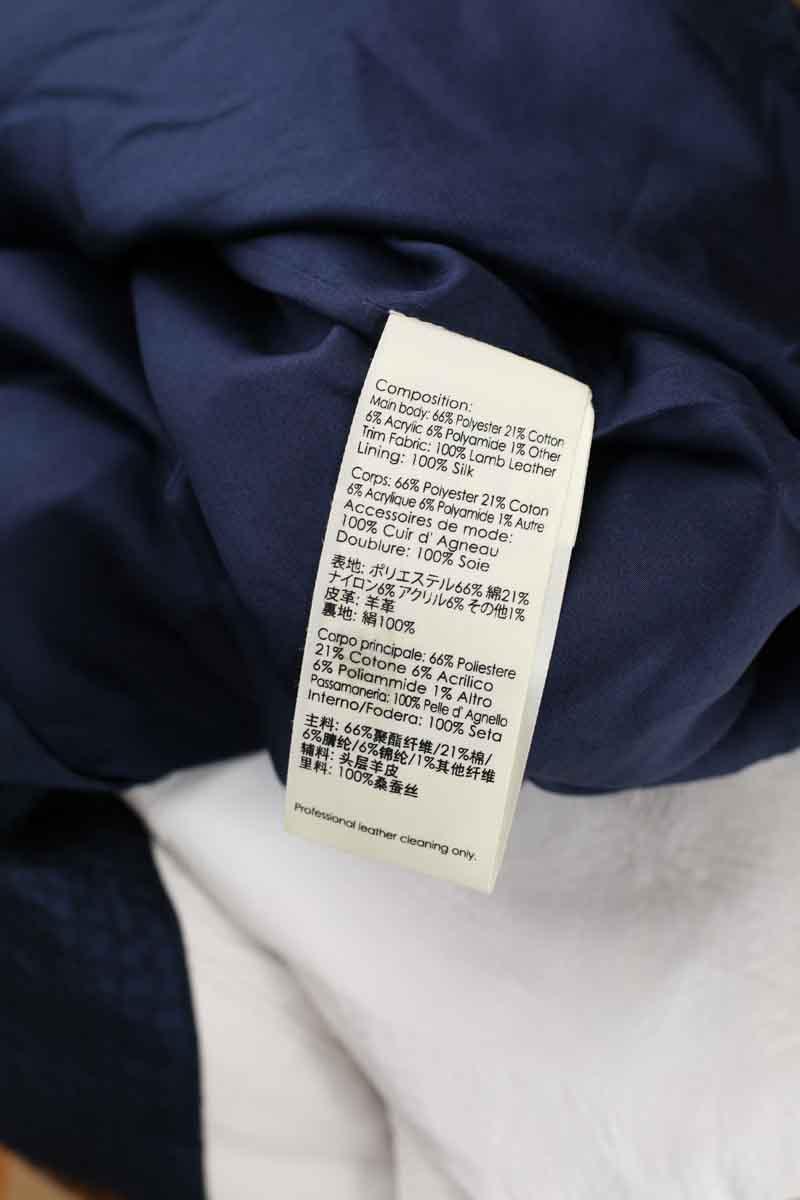 Composition:
Main body: 66% Polyester 21% Cotton
6% Acrylic 6% Polyamide 1% Other
Trim Fabric: 100% Lamb Leather
Lining: 100% Silk
Corps: 66% Polyester 21% Coton
6% Acrylique 6% Polyamide 1% Autre
Accessoires de mode:
100% Cuir d' Agneau
Doublure: 100% Soie
表地: ポリエステル66% 綿21%
ナイロン6% アクリル6% その他1%
皮革: 羊革
裏地: 絹100%
Corpo principale: 66% Poliestere
21% Cotone 6% Acrilico
6% Poliammide 1% Altro
Passamoneria: 100% Pelle d' Agnello
Interno/Fodera: 100% Seta
主料: 66%聚酯纤维/21%棉/
6%腈纶/6%锦纶/1%其他纤维
辅料: 头层羊皮
里料: 100%桑蚕丝
Professional leather cleaning only.